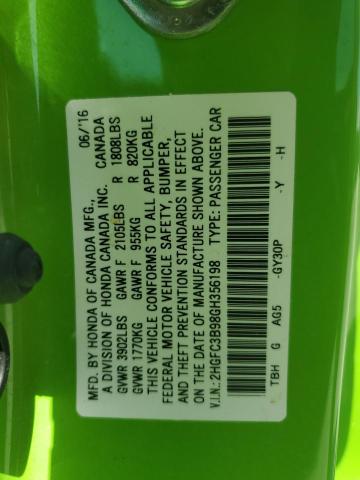 MFD. BY HONDA OF CANADA MFG., 06/'16
A DIVISION OF HONDA CANADA INC. CANADA
GVWR 3902LBS GAWR F 2105LBS R 1808LBS
GVWR 1770KG GAWR F 955KG R 820KG
THIS VEHICLE CONFORMS TO ALL APPLICABLE
FEDERAL MOTOR VEHICLE SAFETY, BUMPER,
AND THEFT PREVENTION STANDARDS IN EFFECT
ON THE DATE OF MANUFACTURE SHOWN ABOVE.
V.I.N.: 2HGFC3B98GH356198 TYPE: PASSENGER CAR
TBH G AG5 -GY30P -Y -H